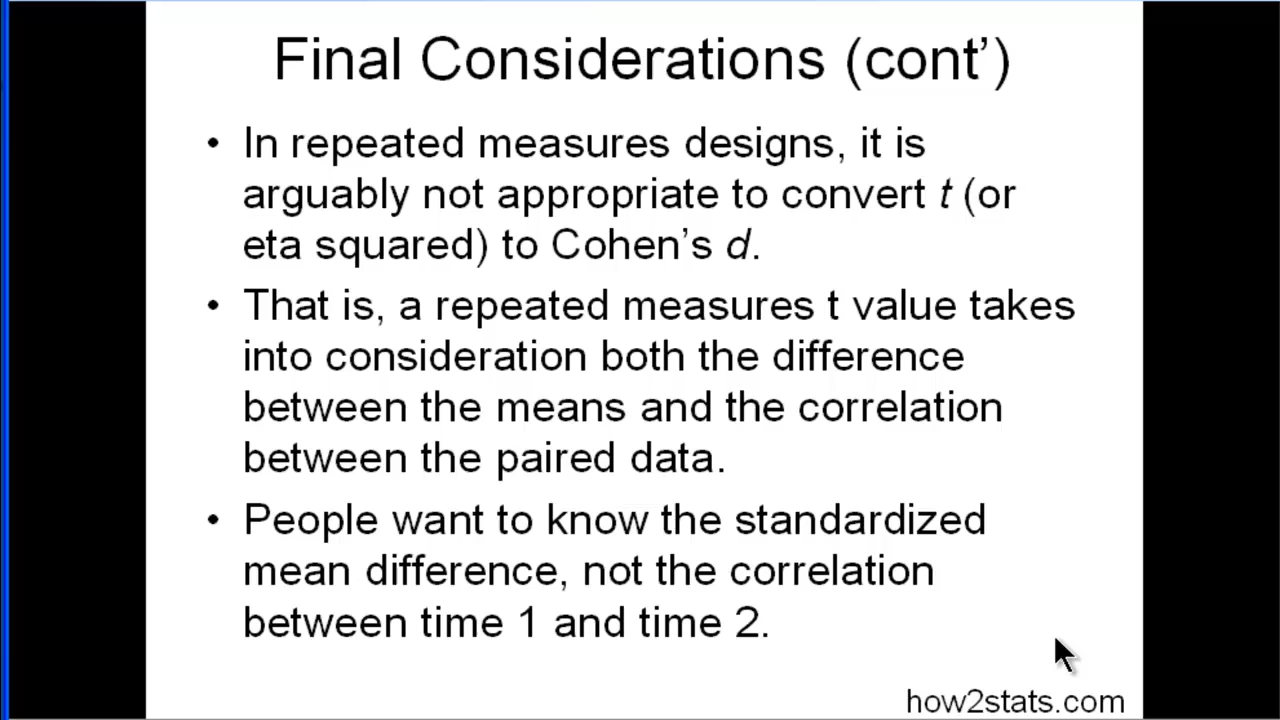 Final Considerations (cont’)
• In repeated measures designs, it is
arguably not appropriate to convert t (or
eta squared) to Cohen’s d.
• That is, a repeated measures t value takes
into consideration both the difference
between the means and the correlation
between the paired data.
• People want to know the standardized
mean difference, not the correlation
between time 1 and time 2.
how2stats.com